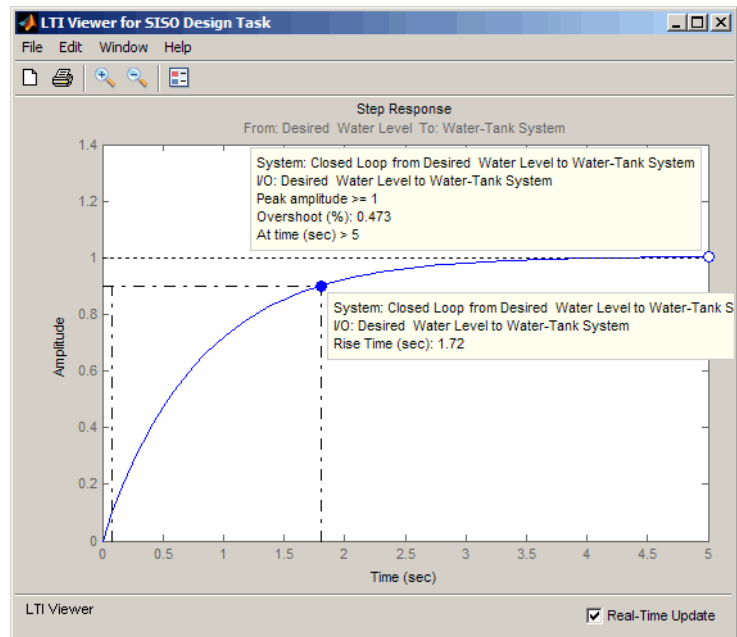 LTI Viewer for SISO Design Task
File Edit Window Help
Step Response
From: Desired Water Level To: Water-Tank System
1.4
1.2
1
0.8
0.6
0.4
0.2
0
Amplitude
System: Closed Loop from Desired Water Level to Water-Tank System
I/O: Desired Water Level to Water-Tank System
Peak amplitude >= 1
Overshoot (%): 0.473
At time (sec) > 5
System: Closed Loop from Desired Water Level to Water-Tank S
I/O: Desired Water Level to Water-Tank System
Rise Time (sec): 1.72
0 0.5 1 1.5 2 2.5 3 3.5 4 4.5 5
Time (sec)
LTI Viewer
Real-Time Update